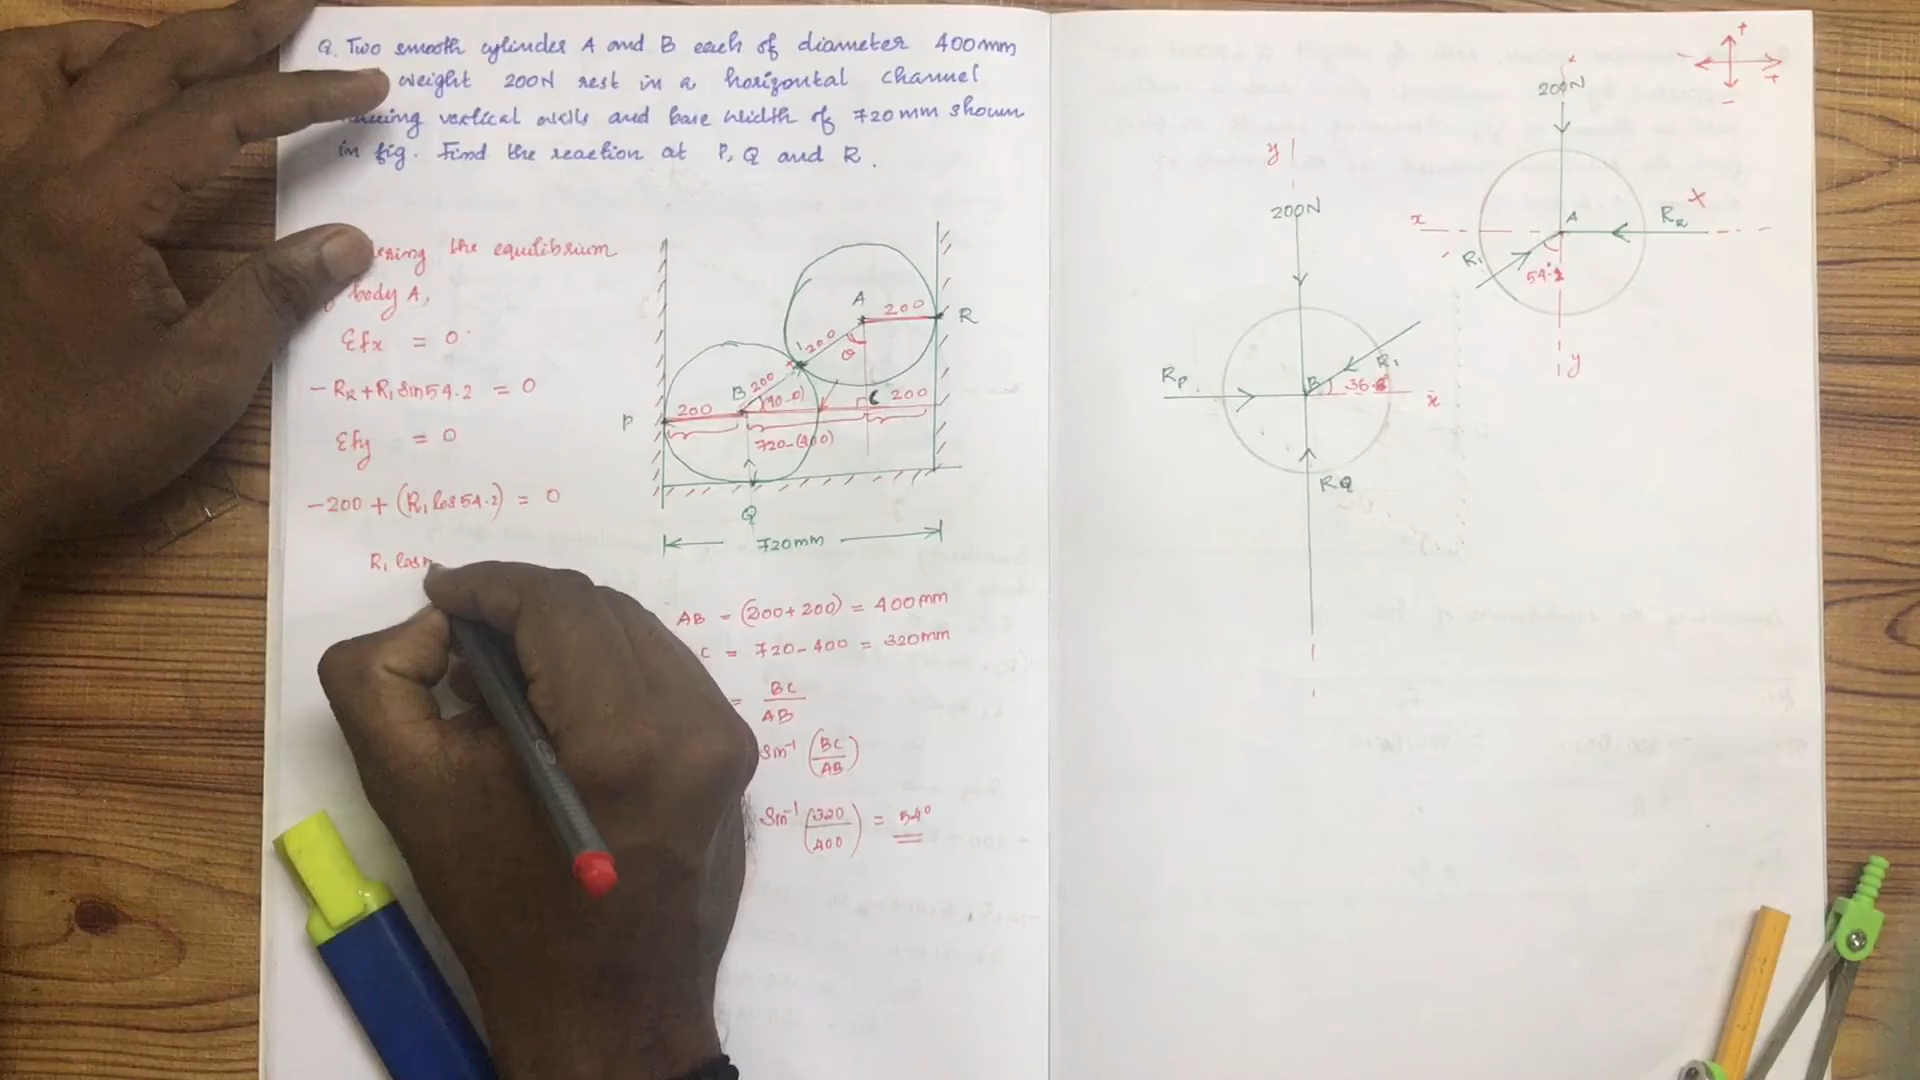 Q. Two smooth cylinder A and B each of diameter 400mm
weight 200N rest in a horizontal channel
vertical walls and base width of 720mm shown
in fig. Find the reaction at P, Q and R.
the equilibrium
body A,
Σfx = 0
-RR+R1 sin54.2 = 0
Σfy = 0
-200 + (R1 Cos54.2) = 0
R1 Cos
A
200
R
200
θ
B
200
(90-θ)
200
C
200
P
720-(400)
Q
720mm
AB = (200+200) = 400mm
C = 720-400 = 320mm
= BC
AB
Sin-1 (BC
AB)
Sin-1 (320
400) = 54°
+
-
+
-
200N
y
x
A
RR
X
R1
54.2
y
200N
RP
B
R1
36.8
x
RQ